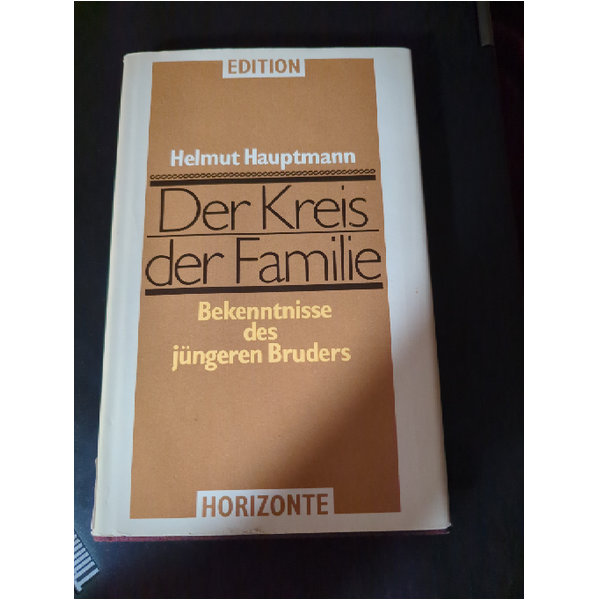 EDITION
Helmut Hauptmann
Der Kreis
der Familie
Bekenntnisse
des
jüngeren Bruders
HORIZONTE